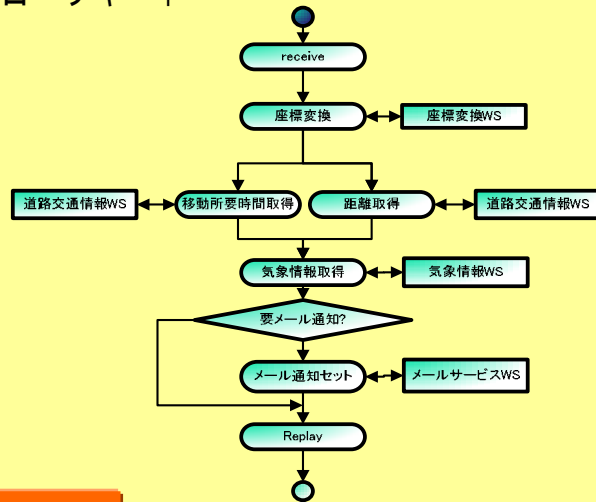 receive
座標変換
座標変換WS
道路交通情報WS
移動所要時間取得
距離取得
道路交通情報WS
気象情報取得
気象情報WS
要メール通知?
メール通知セット
メールサービスWS
Replay